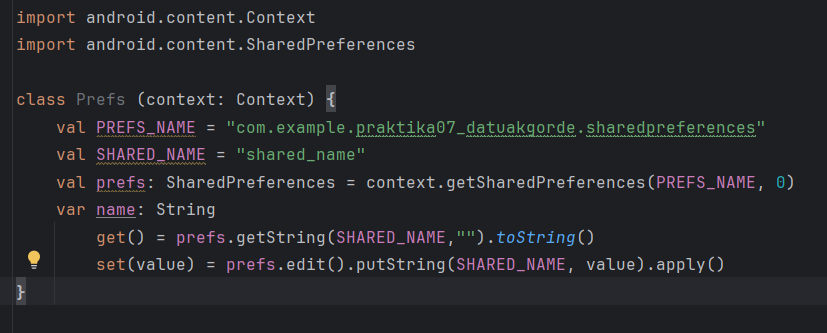 import android.content.Context
import android.content.SharedPreferences
class Prefs (context: Context) {
val PREFS_NAME = "com.example.praktika07_datuakgorde.sharedpreferences"
val SHARED_NAME = "shared_name"
val prefs: SharedPreferences = context.getSharedPreferences(PREFS_NAME, 0)
var name: String
get() = prefs.getString(SHARED_NAME,"").toString()
set(value) = prefs.edit().putString(SHARED_NAME, value).apply()
}